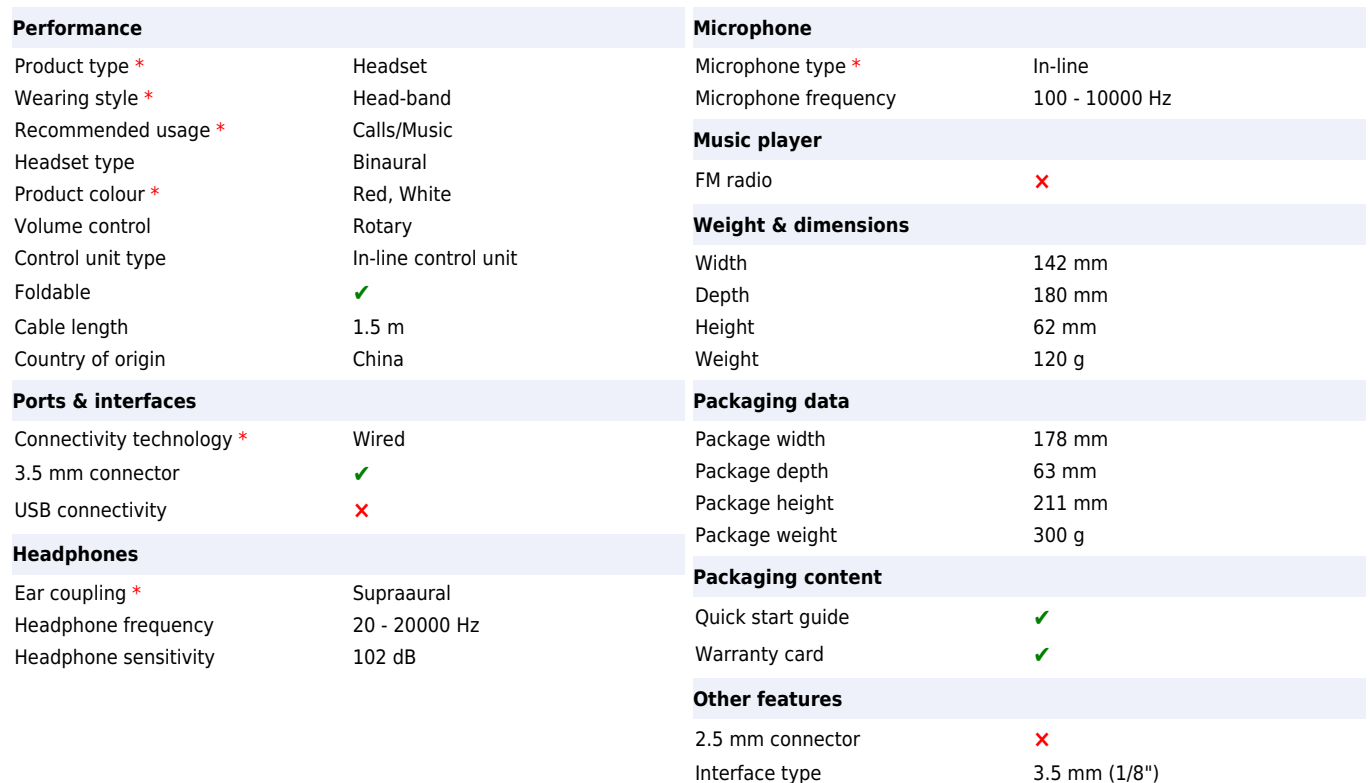 Performance
Product type * Headset
Wearing style * Head-band
Recommended usage * Calls/Music
Headset type Binaural
Product colour * Red, White
Volume control Rotary
Control unit type In-line control unit
Foldable ✔
Cable length 1.5 m
Country of origin China
Ports & interfaces
Connectivity technology * Wired
3.5 mm connector ✔
USB connectivity ✕
Headphones
Ear coupling * Supraaural
Headphone frequency 20 - 20000 Hz
Headphone sensitivity 102 dB
Microphone
Microphone type * In-line
Microphone frequency 100 - 10000 Hz
Music player
FM radio ✕
Weight & dimensions
Width 142 mm
Depth 180 mm
Height 62 mm
Weight 120 g
Packaging data
Package width 178 mm
Package depth 63 mm
Package height 211 mm
Package weight 300 g
Packaging content
Quick start guide ✔
Warranty card ✔
Other features
2.5 mm connector ✕
Interface type 3.5 mm (1/8")